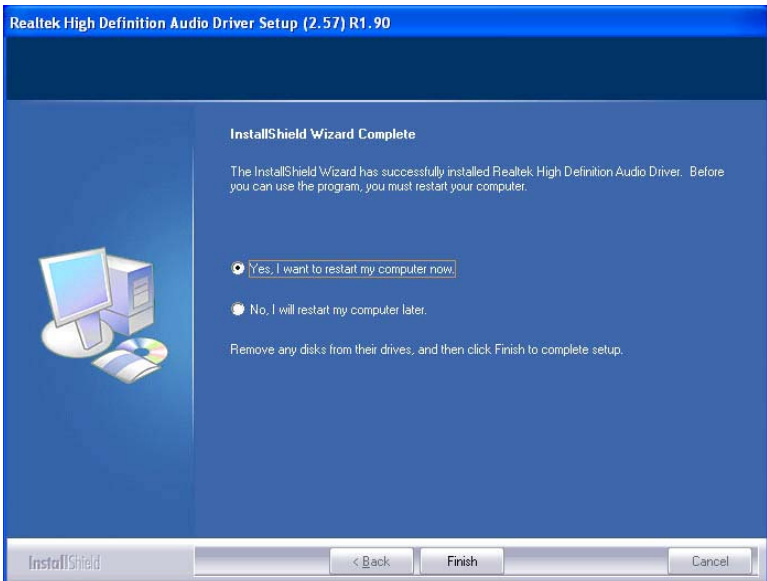 Realtek High Definition Audio Driver Setup (2.57) R1.90
InstallShield Wizard Complete
The InstallShield Wizard has successfully installed Realtek High Definition Audio Driver. Before
you can use the program, you must restart your computer.
Yes, I want to restart my computer now.
No, I will restart my computer later.
Remove any disks from their drives, and then click Finish to complete setup.
InstallShield
< Back
Finish
Cancel